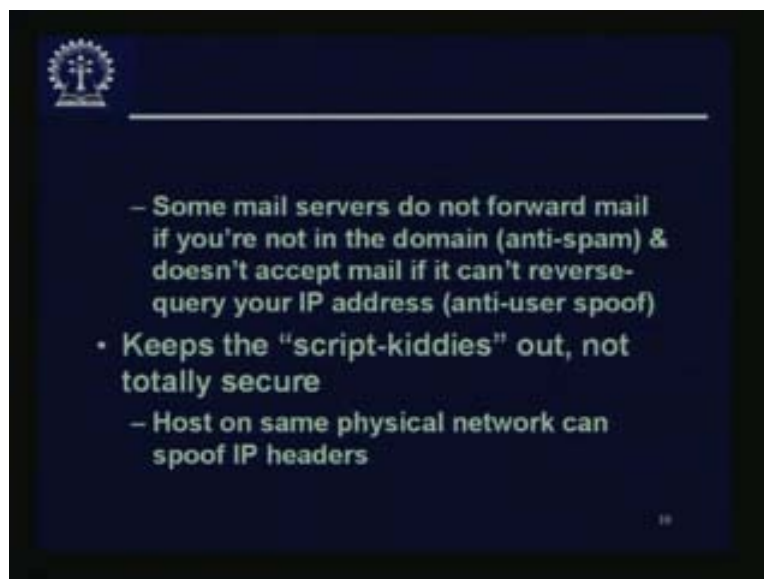 – Some mail servers do not forward mail
if you're not in the domain (anti-spam) &
doesn't accept mail if it can't reverse-
query your IP address (anti-user spoof)
• Keeps the “script-kiddies” out, not
totally secure
– Host on same physical network can
spoof IP headers